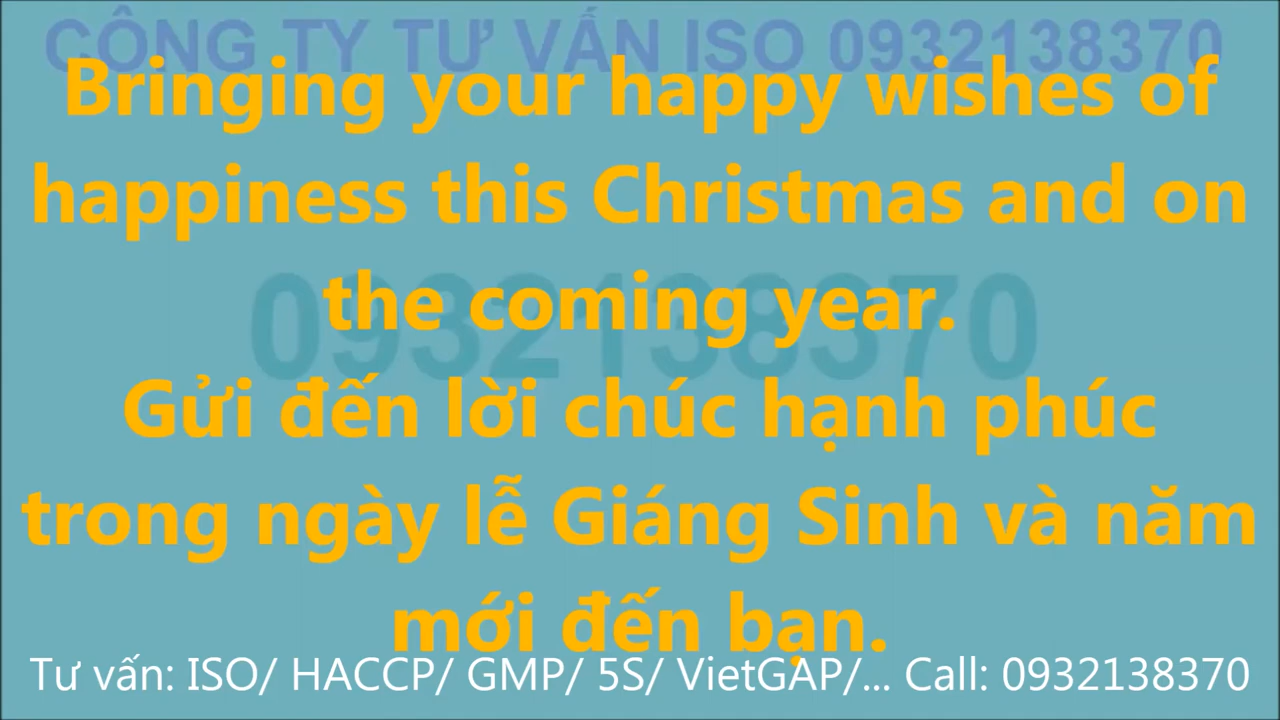 CÔNG TY TƯ VẤN ISO 0932138370
Bringing your happy wishes of
happiness this Christmas and on
the coming year.
0932138370
Gửi đến lời chúc hạnh phúc
trong ngày lễ Giáng Sinh và năm
mới đến bạn.
Tư vấn: ISO/ HACCP/ GMP/ 5S/ VietGAP/... Call: 0932138370